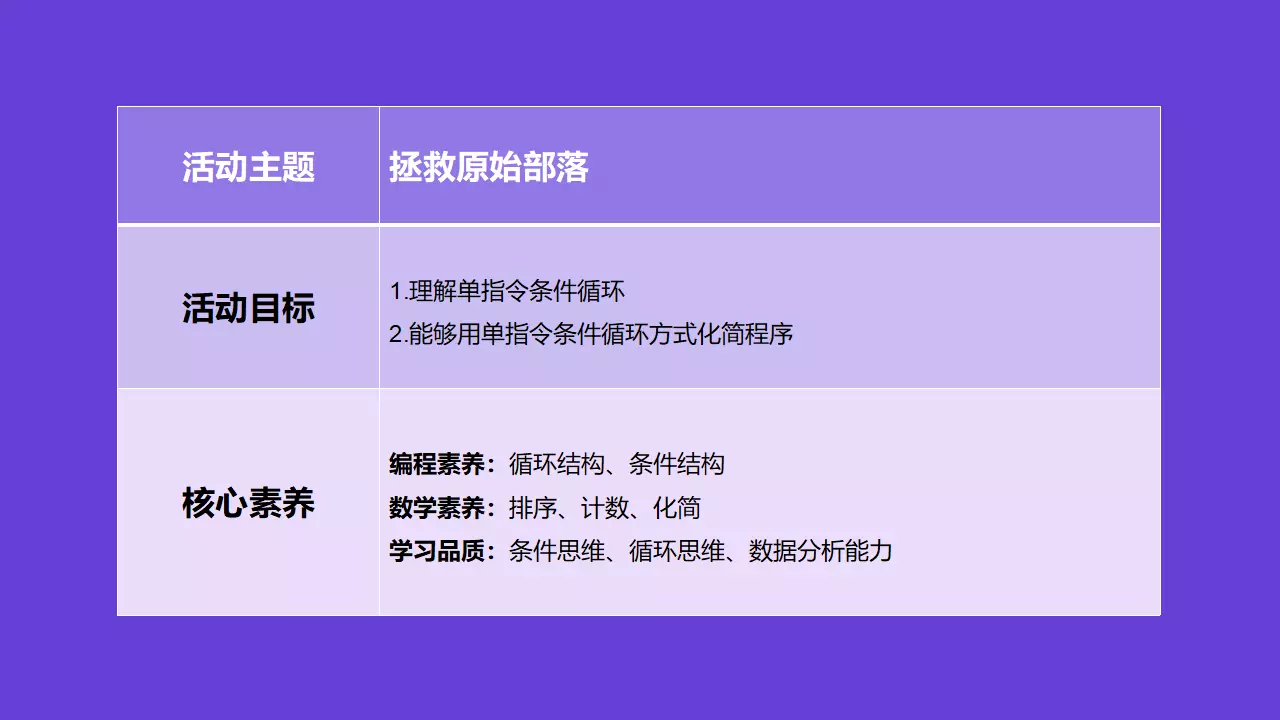 活动主题
拯救原始部落
活动目标
1.理解单指令条件循环
2.能够用单指令条件循环方式化简程序
核心素养
编程素养：循环结构、条件结构
数学素养：排序、计数、化简
学习品质：条件思维、循环思维、数据分析能力